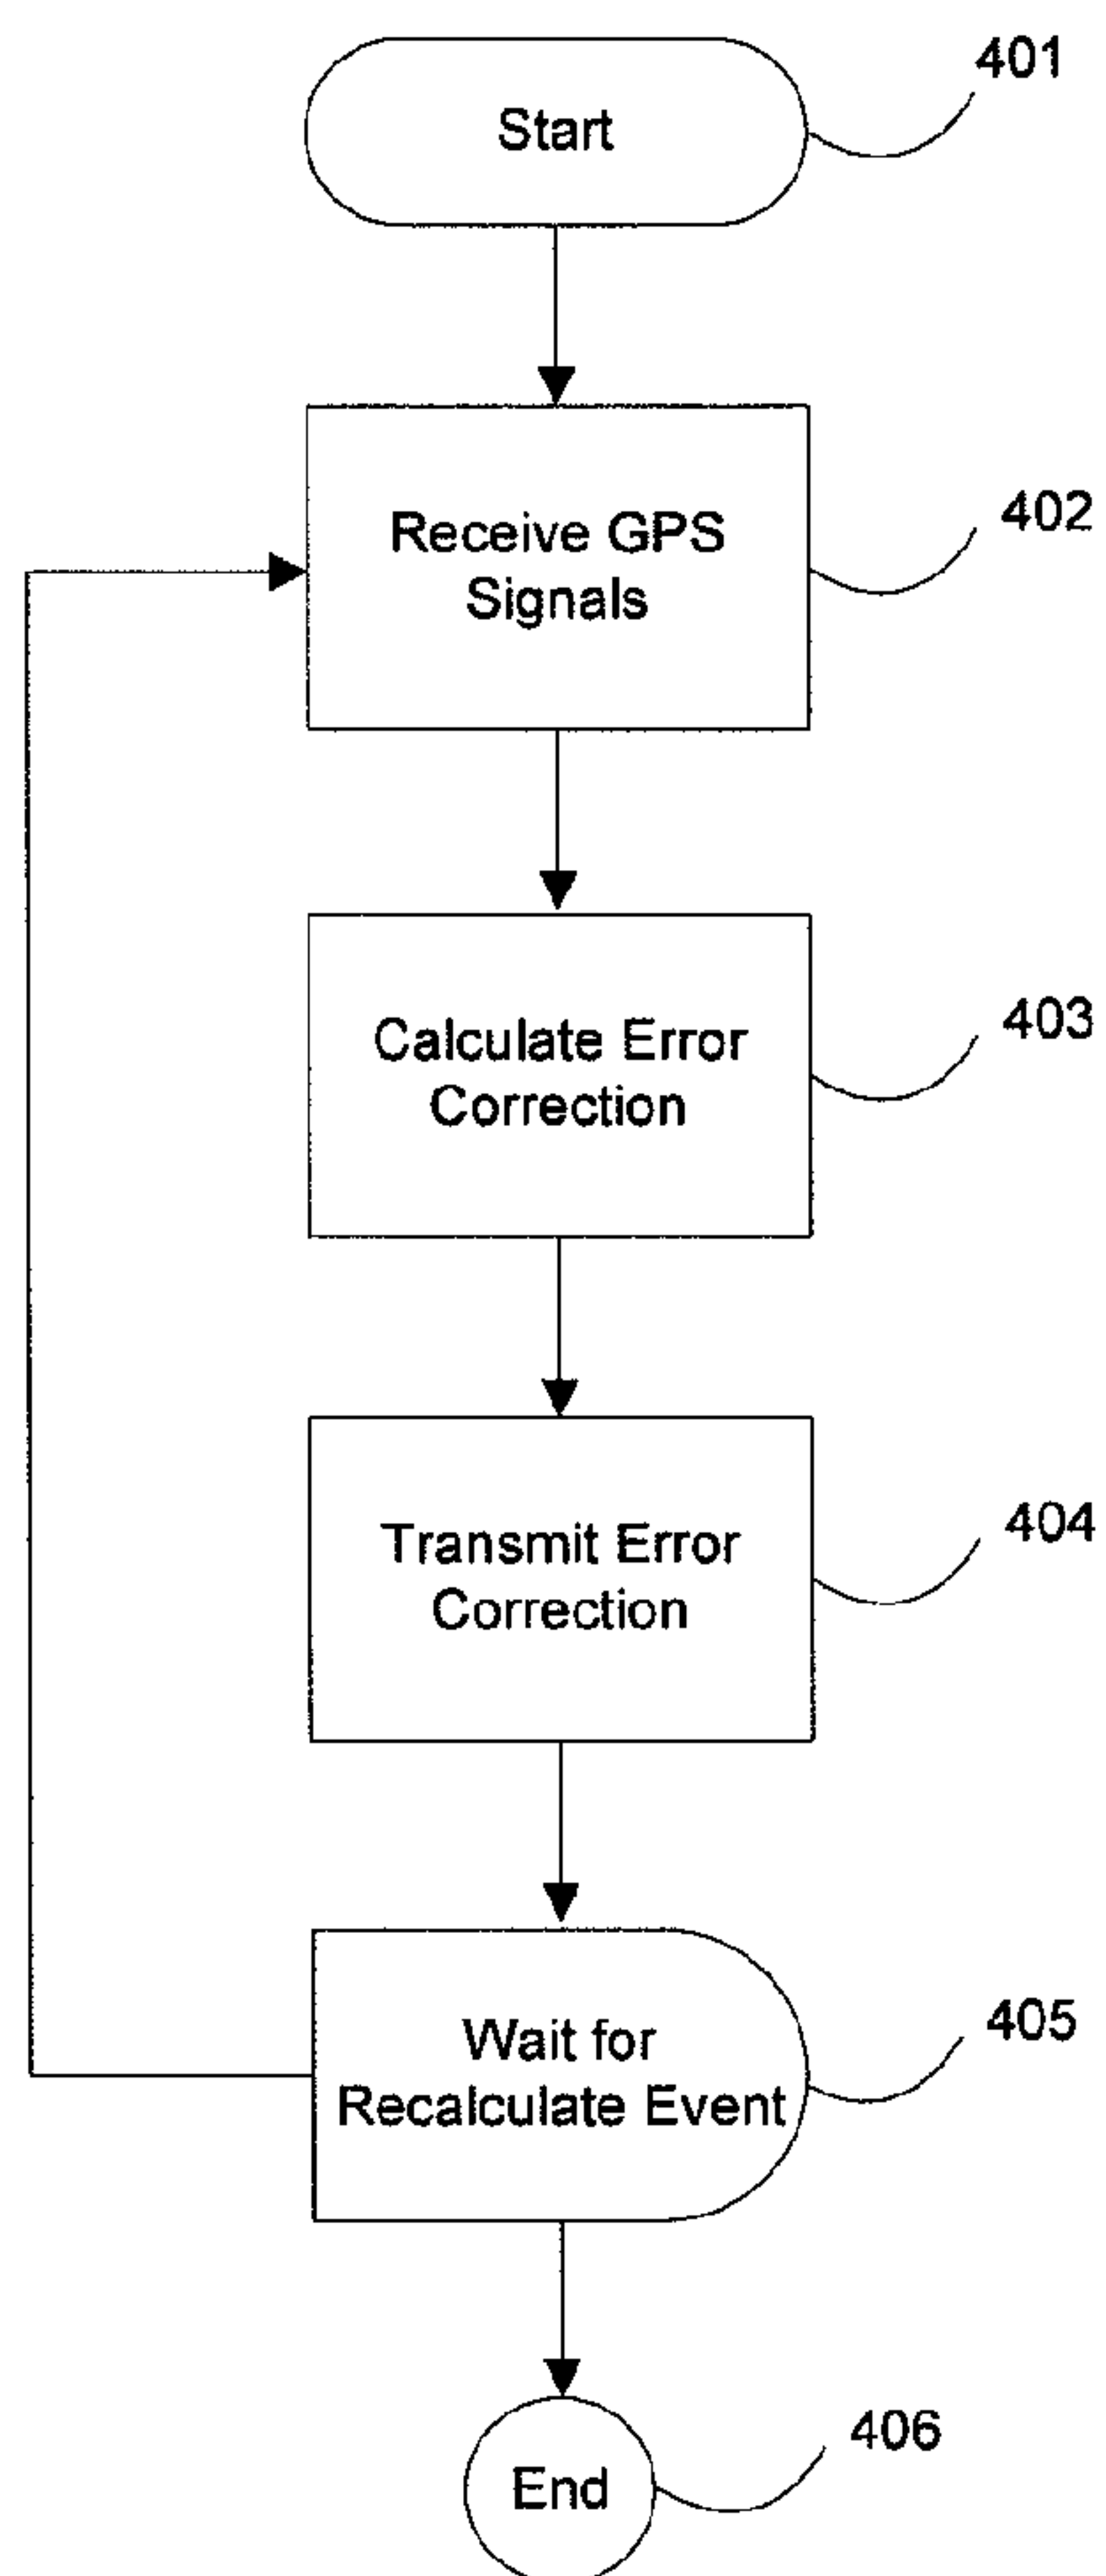 Start
401
Receive GPS
Signals
402
Calculate Error
Correction
403
Transmit Error
Correction
404
Wait for
Recalculate Event
405
End
406